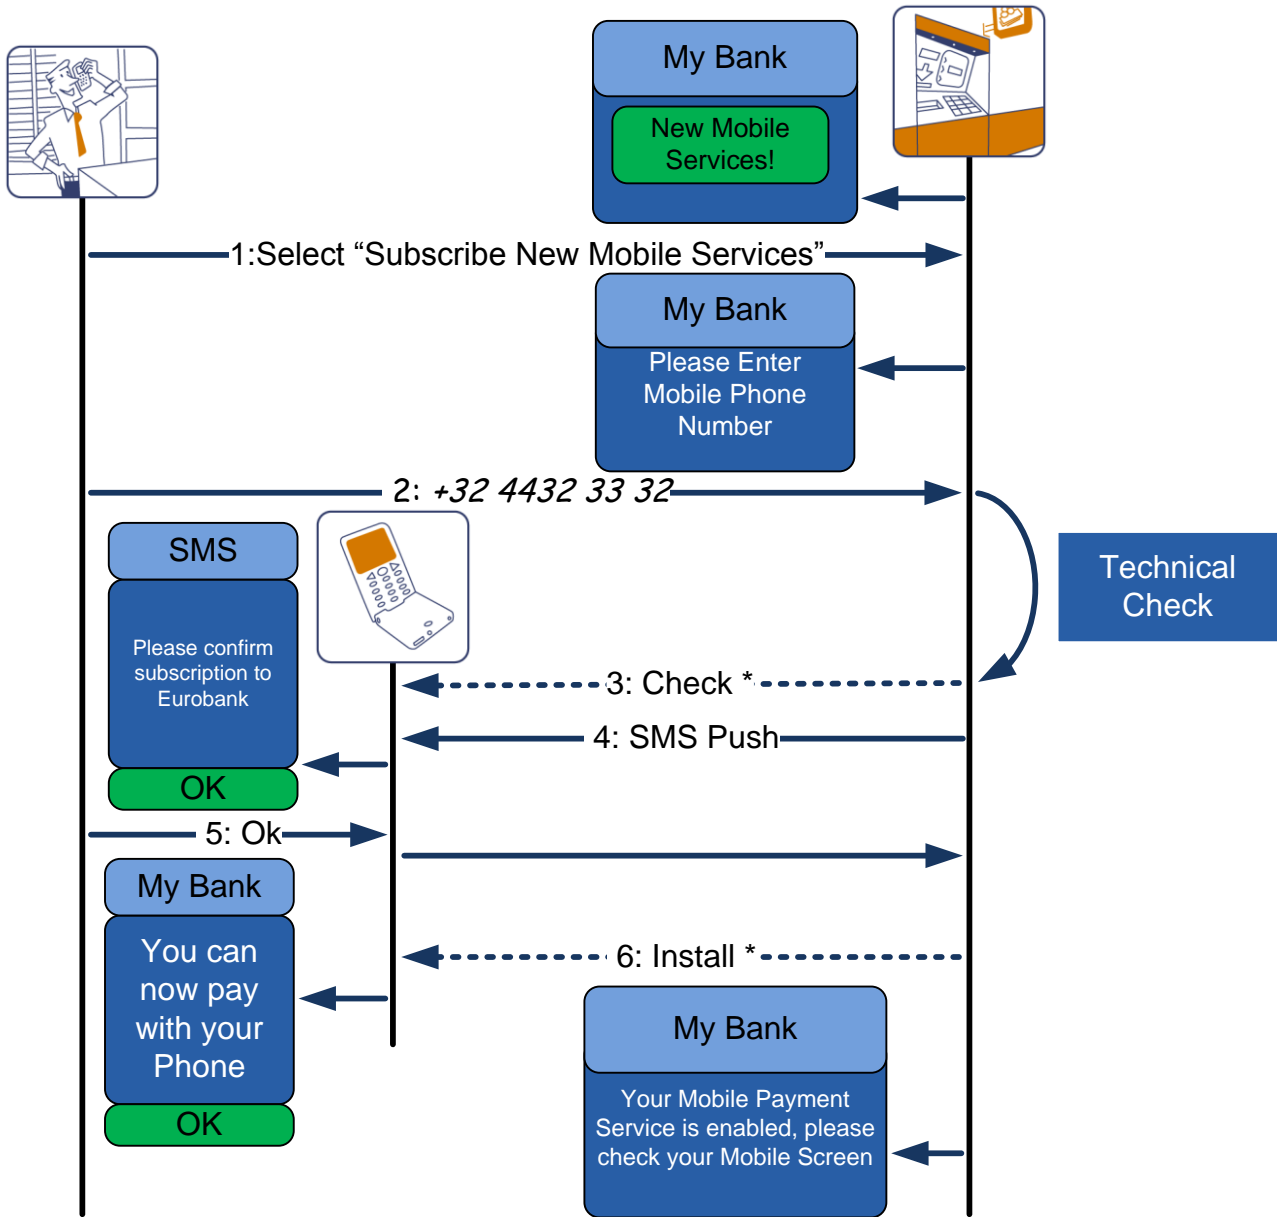 My Bank
New Mobile
Services!
1:Select “Subscribe New Mobile Services”
My Bank
Please Enter
Mobile Phone
Number
2: +32 4432 33 32
SMS
Please confirm
subscription to
Eurobank
OK
Technical
Check
3: Check *
4: SMS Push
5: Ok
My Bank
You can
now pay
with your
Phone
OK
6: Install *
My Bank
Your Mobile Payment
Service is enabled, please
check your Mobile Screen